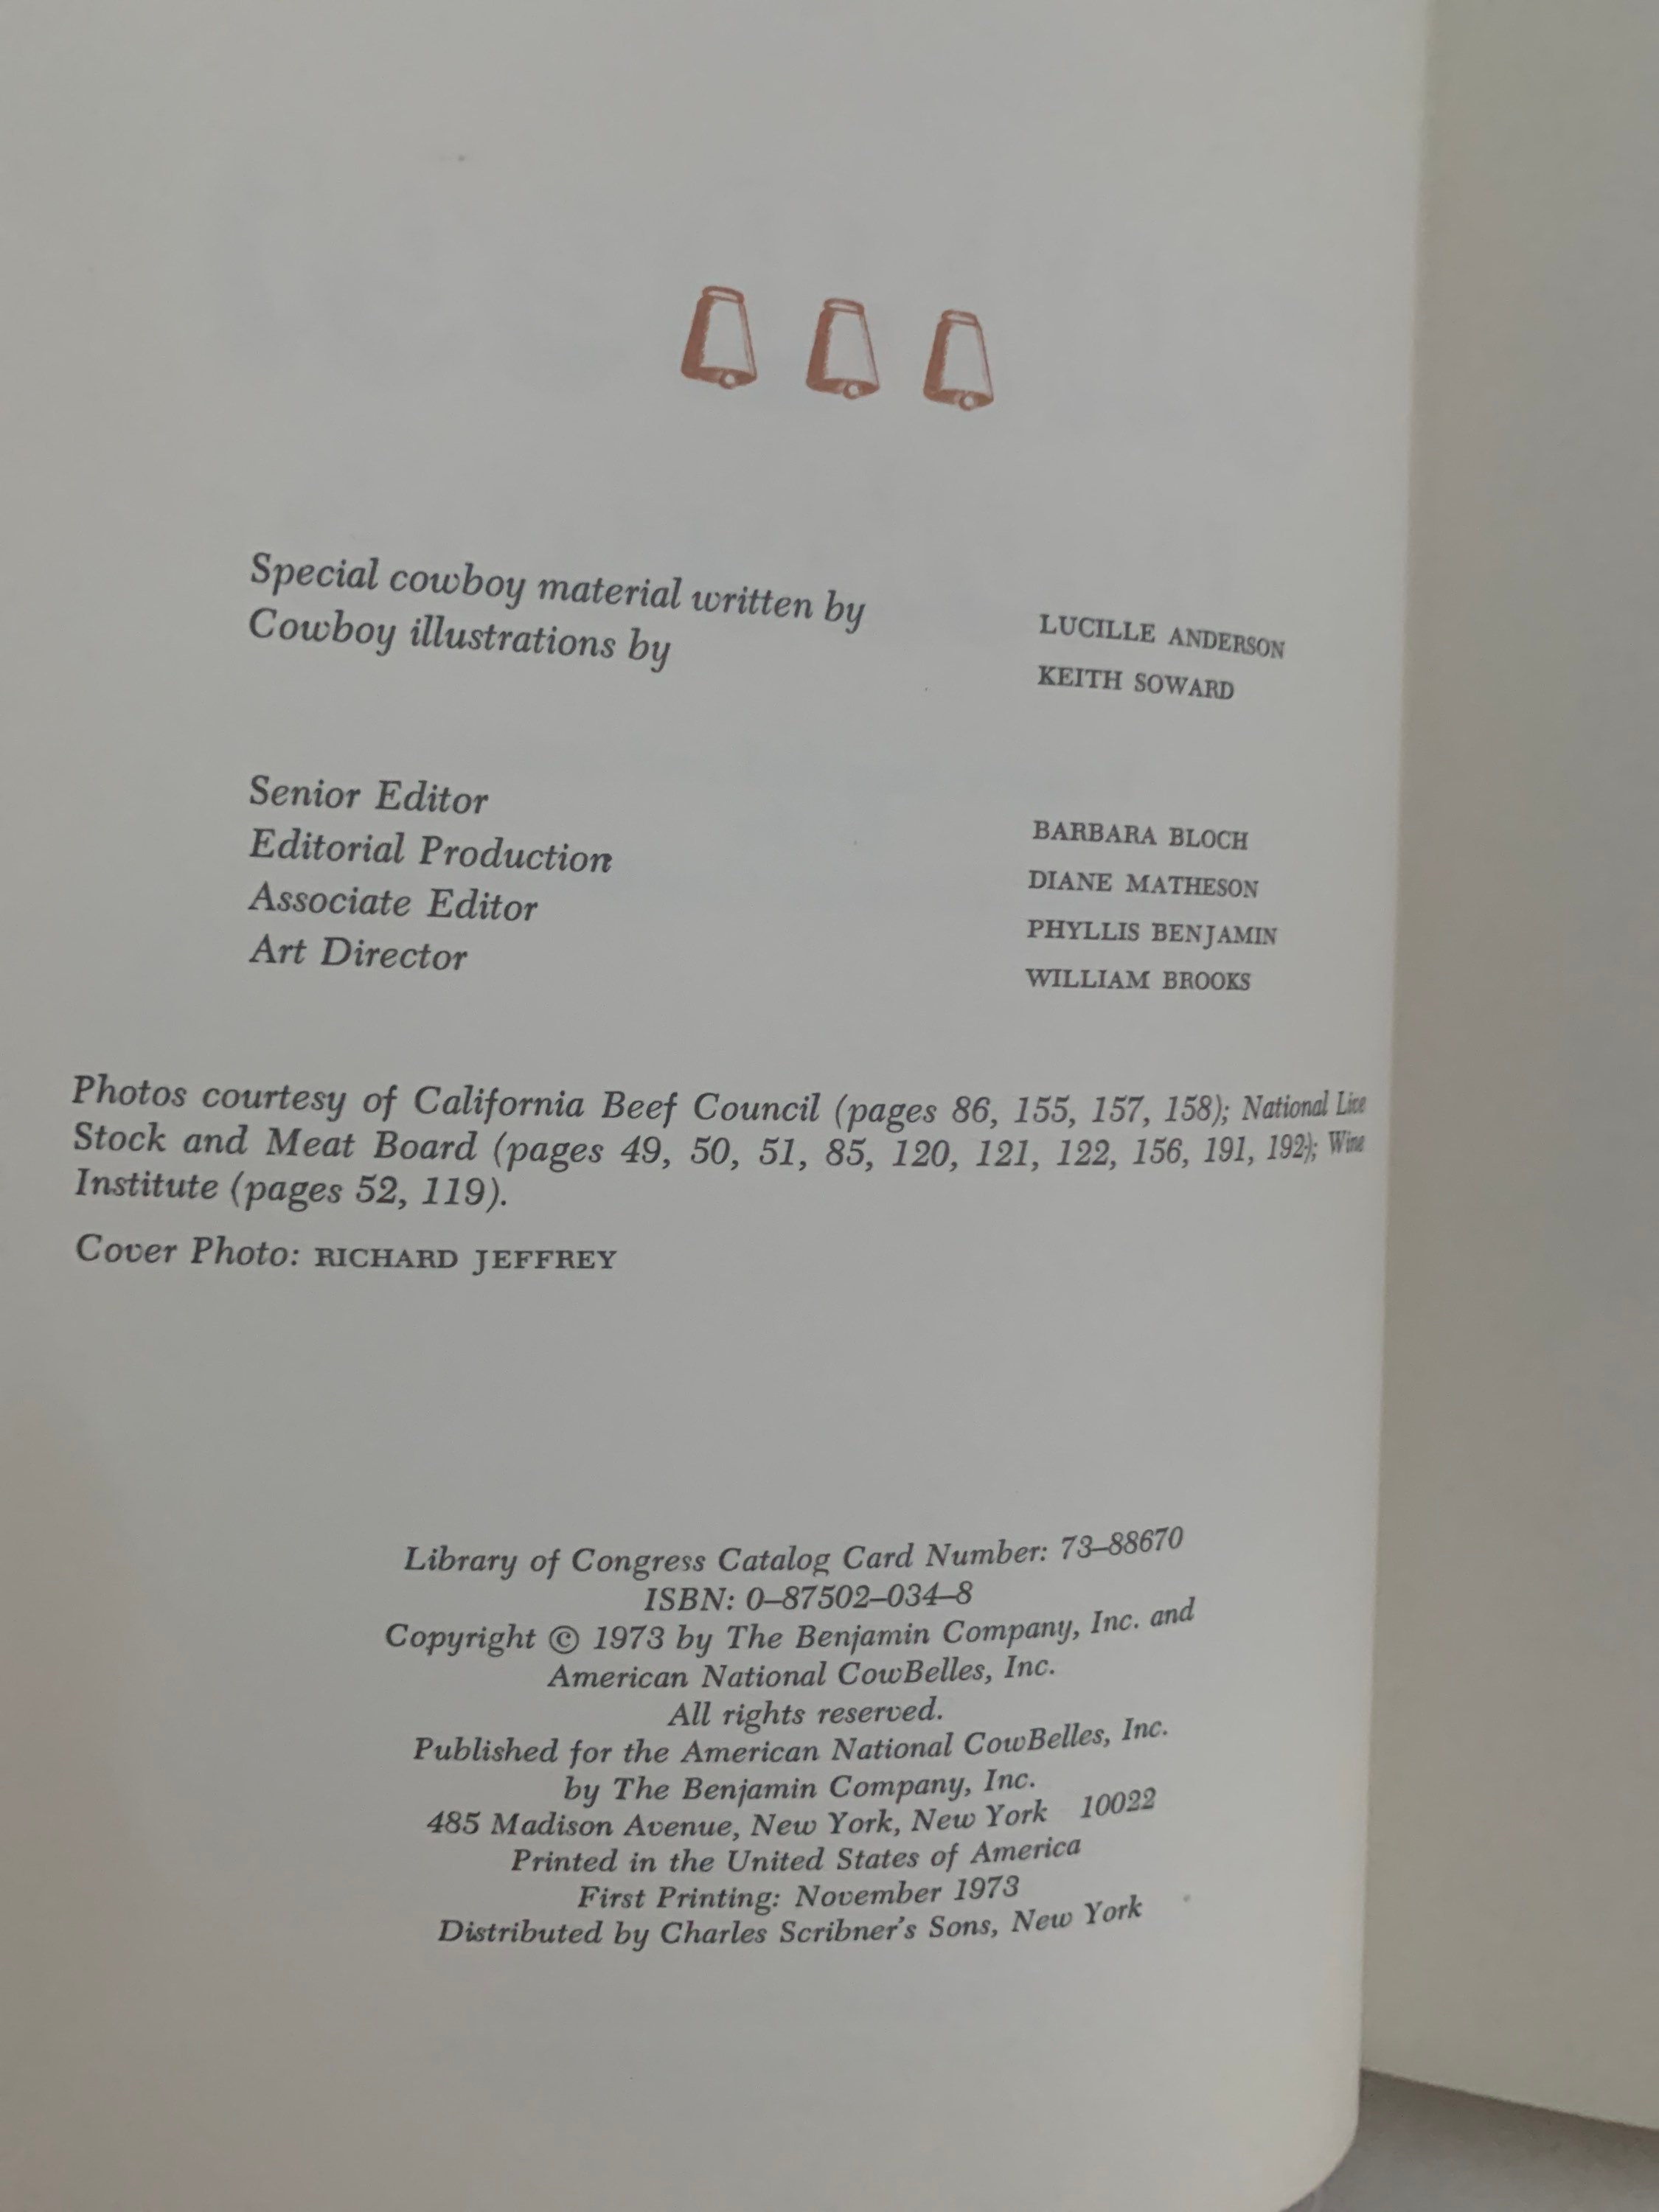 Special cowboy material written by LUCILLE ANDERSON
Cowboy illustrations by KEITH SOWARD
Senior Editor BARBARA BLOCH
Editorial Production DIANE MATHESON
Associate Editor PHYLLIS BENJAMIN
Art Director WILLIAM BROOKS
Photos courtesy of California Beef Council (pages 86, 155, 157, 158); National Live
Stock and Meat Board (pages 49, 50, 51, 85, 120, 121, 122, 156, 191, 192); Wine
Institute (pages 52, 119).
Cover Photo: RICHARD JEFFREY
Library of Congress Catalog Card Number: 73–88670
ISBN: 0–87502–034–8
Copyright © 1973 by The Benjamin Company, Inc. and
American National CowBelles, Inc.
All rights reserved.
Published for the American National CowBelles, Inc.
by The Benjamin Company, Inc.
485 Madison Avenue, New York, New York 10022
Printed in the United States of America
First Printing: November 1973
Distributed by Charles Scribner's Sons, New York